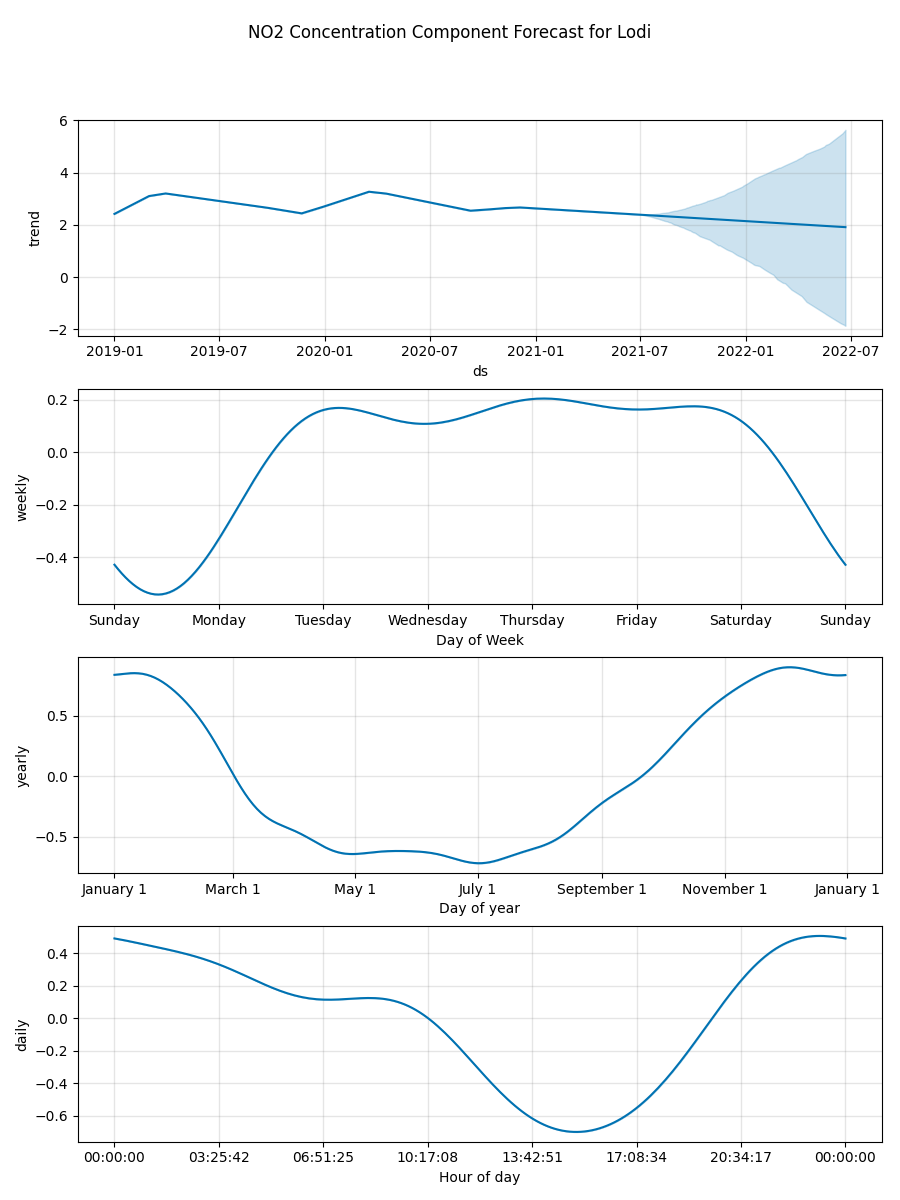 NO2 Concentration Component Forecast for Lodi
6
4
2
0
−2
trend
2019-01 2019-07 2020-01 2020-07 2021-01 2021-07 2022-01 2022-07
ds
0.2
0.0
−0.2
−0.4
weekly
Sunday Monday Tuesday Wednesday Thursday Friday Saturday Sunday
Day of Week
0.5
0.0
−0.5
yearly
January 1 March 1 May 1 July 1 September 1 November 1 January 1
Day of year
0.4
0.2
0.0
−0.2
−0.4
−0.6
daily
00:00:00 03:25:42 06:51:25 10:17:08 13:42:51 17:08:34 20:34:17 00:00:00
Hour of day